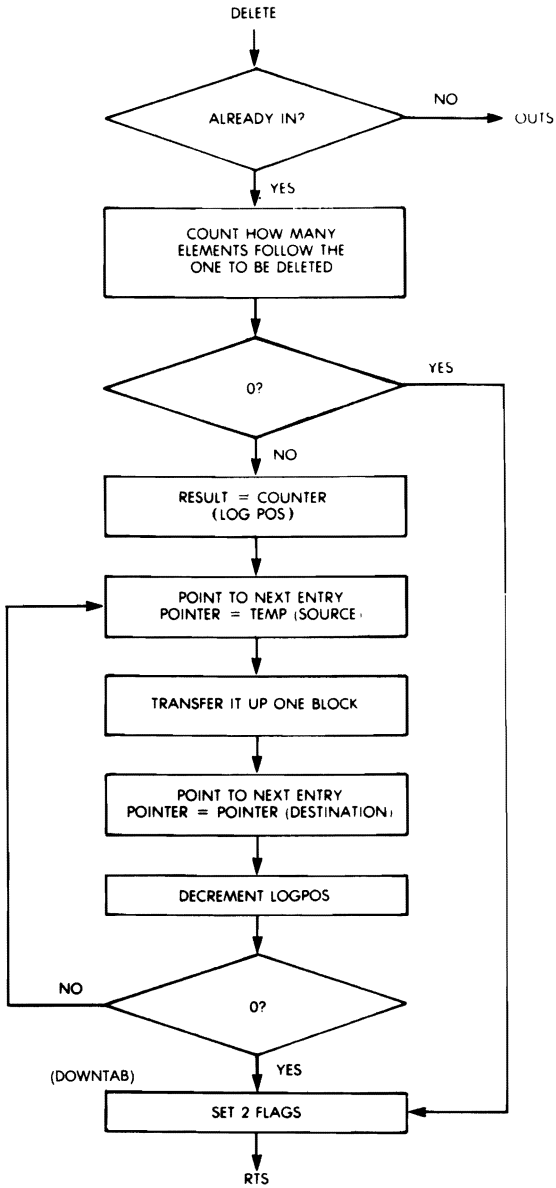 DELETE
ALREADY IN?
NO
OUTS
YES
COUNT HOW MANY
ELEMENTS FOLLOW THE
ONE TO BE DELETED
0?
YES
NO
RESULT = COUNTER
(LOG POS)
POINT TO NEXT ENTRY
POINTER = TEMP (SOURCE)
TRANSFER IT UP ONE BLOCK
POINT TO NEXT ENTRY
POINTER = POINTER (DESTINATION)
DECREMENT LOGPOS
0?
NO
YES
(DOWNTAB)
SET 2 FLAGS
RTS